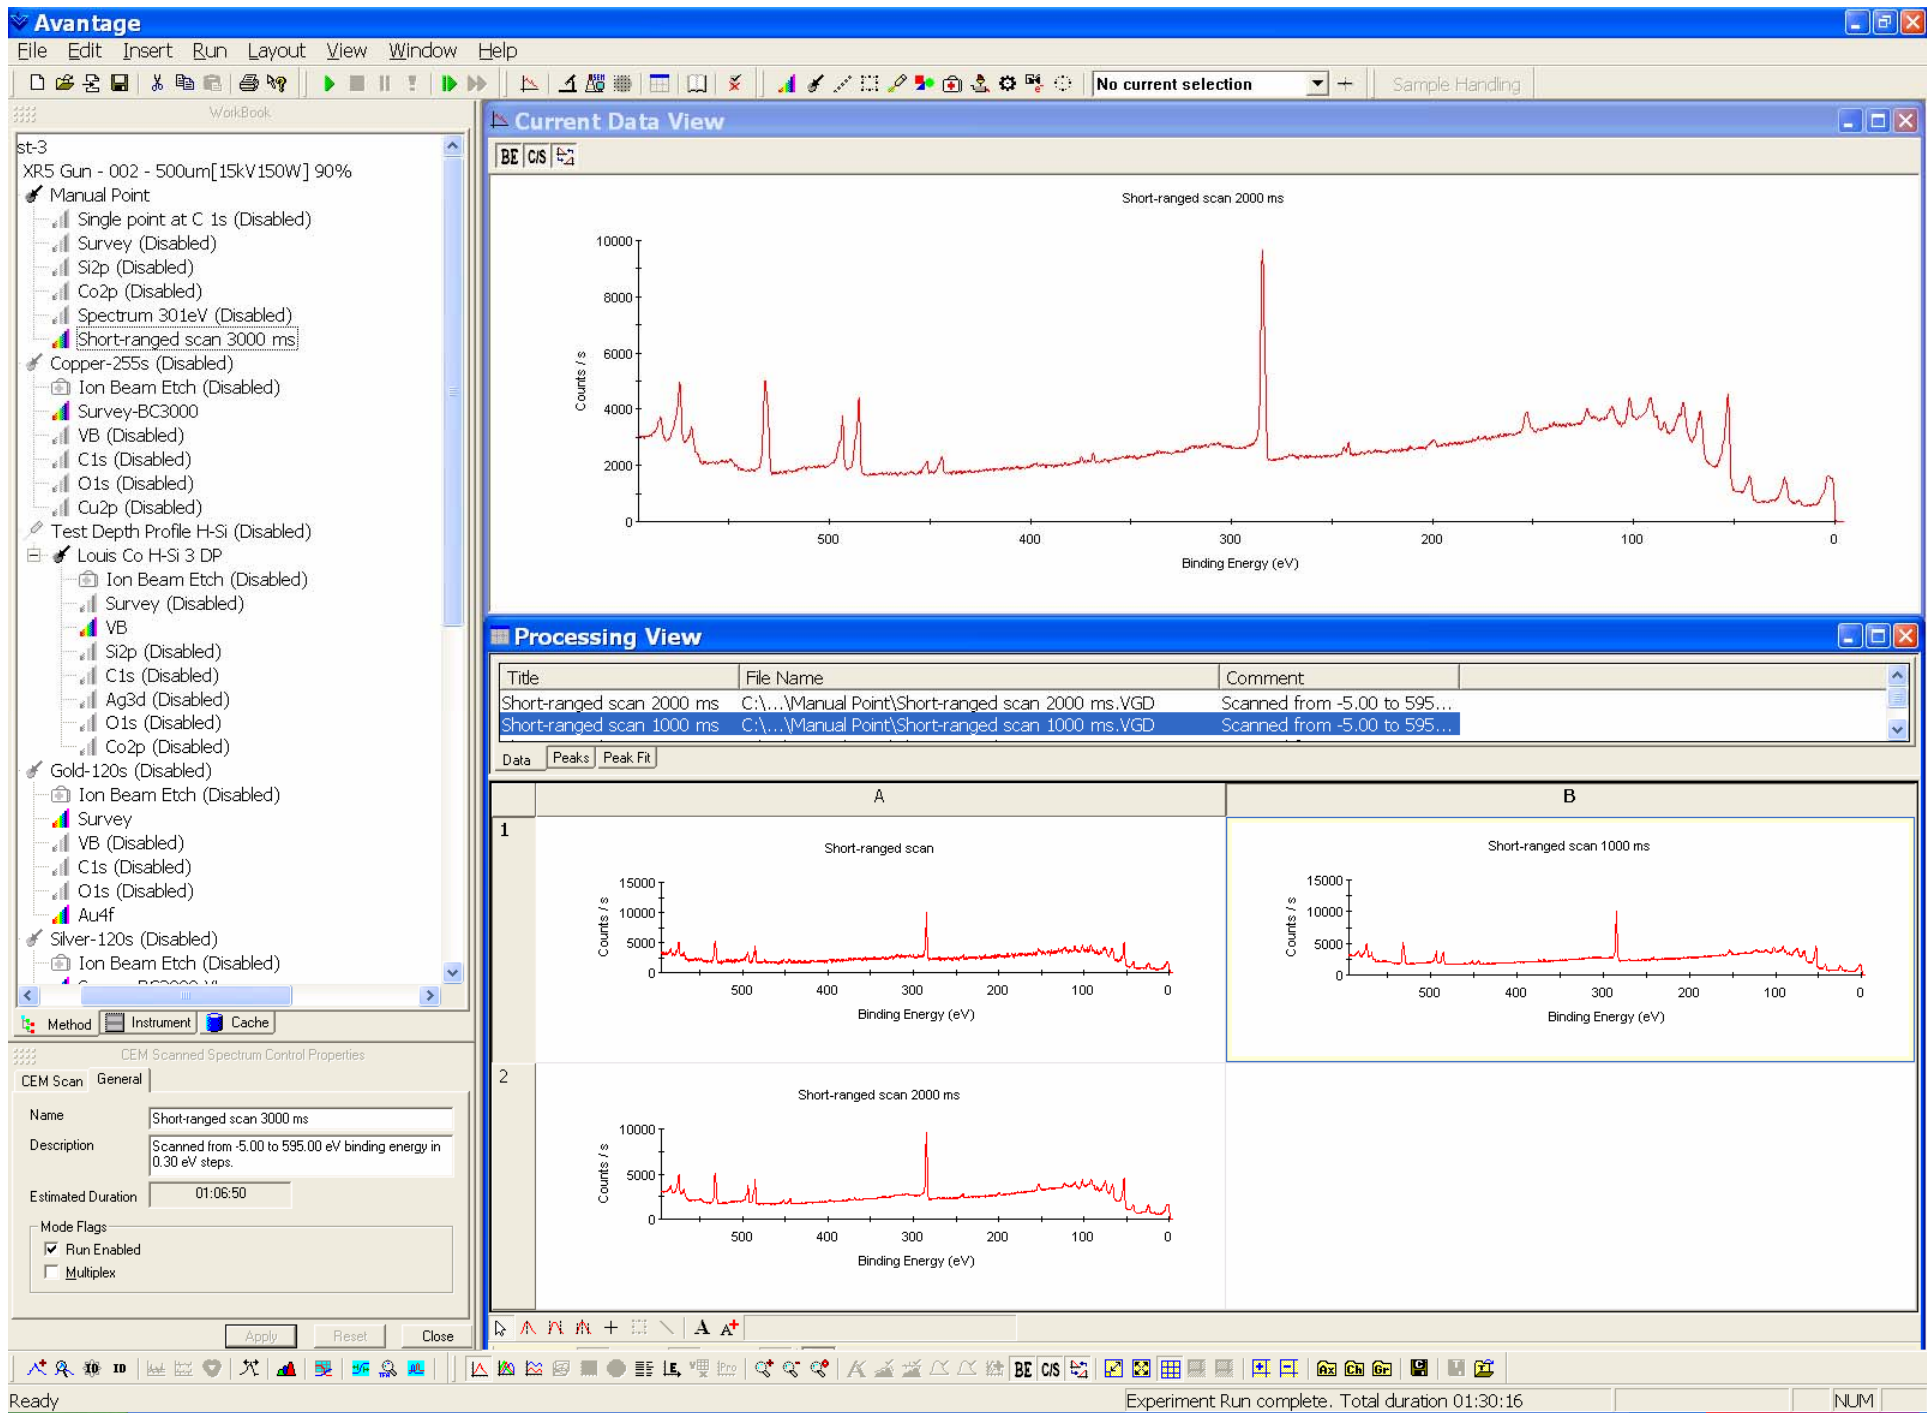 Avantage
File Edit Insert Run Layout View Window Help
No current selection
Sample Handling
WorkBook
st-3
XR5 Gun - 002 - 500um[15kV150W] 90%
Manual Point
Single point at C 1s (Disabled)
Survey (Disabled)
Si2p (Disabled)
Co2p (Disabled)
Spectrum 301eV (Disabled)
Short-ranged scan 3000 ms
Copper-255s (Disabled)
Ion Beam Etch (Disabled)
Survey-BC3000
VB (Disabled)
C1s (Disabled)
O1s (Disabled)
Cu2p (Disabled)
Test Depth Profile H-Si (Disabled)
Louis Co H-Si 3 DP
Ion Beam Etch (Disabled)
Survey (Disabled)
VB
Si2p (Disabled)
C1s (Disabled)
Ag3d (Disabled)
O1s (Disabled)
Co2p (Disabled)
Gold-120s (Disabled)
Ion Beam Etch (Disabled)
Survey
VB (Disabled)
C1s (Disabled)
O1s (Disabled)
Au4f
Silver-120s (Disabled)
Ion Beam Etch (Disabled)
Method Instrument Cache
CEM Scanned Spectrum Control Properties
CEM Scan General
Name Short-ranged scan 3000 ms
Description Scanned from -5.00 to 595.00 eV binding energy in
0.30 eV steps.
Estimated Duration 01:06:50
Mode Flags
Run Enabled
Multiplex
Apply Reset Close
Current Data View
BE C/S
Short-ranged scan 2000 ms
10000
8000
6000
4000
2000
0
Counts / s
500 400 300 200 100 0
Binding Energy (eV)
Processing View
Title File Name Comment
Short-ranged scan 2000 ms C:\...\Manual Point\Short-ranged scan 2000 ms.VGD Scanned from -5.00 to 595...
Short-ranged scan 1000 ms C:\...\Manual Point\Short-ranged scan 1000 ms.VGD Scanned from -5.00 to 595...
Data Peaks Peak Fit
A B
1
Short-ranged scan
15000
10000
5000
0
Counts / s
500 400 300 200 100 0
Binding Energy (eV)
Short-ranged scan 1000 ms
15000
10000
5000
0
Counts / s
500 400 300 200 100 0
Binding Energy (eV)
2
Short-ranged scan 2000 ms
10000
5000
0
Counts / s
500 400 300 200 100 0
Binding Energy (eV)
A A+
ID ID
Pro
BE C/S
Ax Ch Gr
Ready
Experiment Run complete. Total duration 01:30:16
NUM